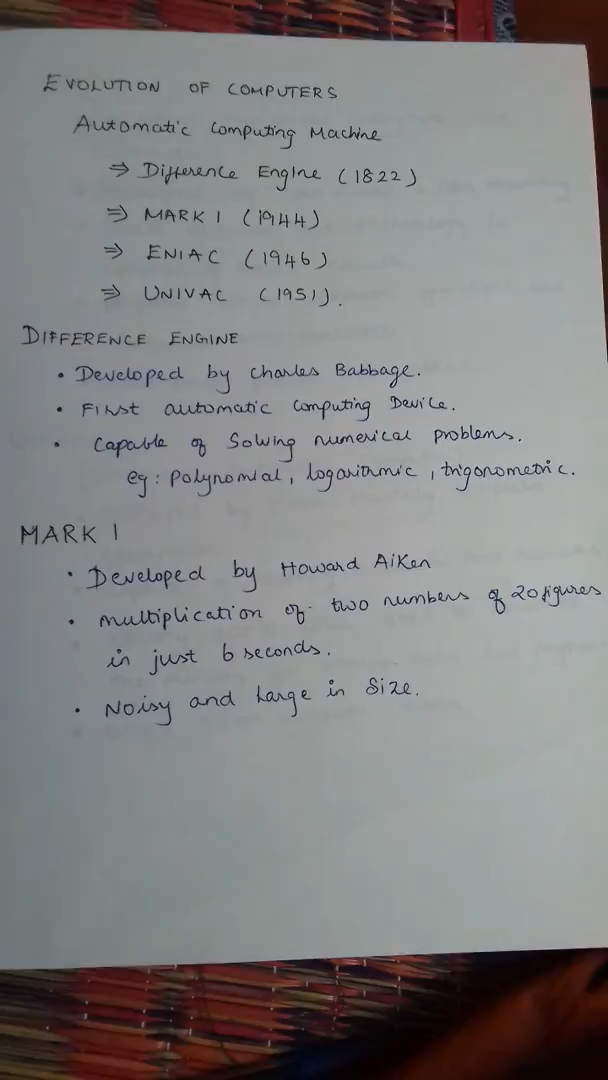 EVOLUTION OF COMPUTERS
Automatic Computing Machine
⇒ Difference Engine (1822)
⇒ MARK I (1944)
⇒ ENIAC (1946)
⇒ UNIVAC (1951).
DIFFERENCE ENGINE
• Developed by Charles Babbage.
• First automatic Computing Device.
• Capable of Solving numerical problems.
eg: polynomial, logarithmic, trigonometric.
MARK I
• Developed by Howard Aiken
• Multiplication of two numbers of 20 figures
in just 6 seconds.
• Noisy and Large in Size.